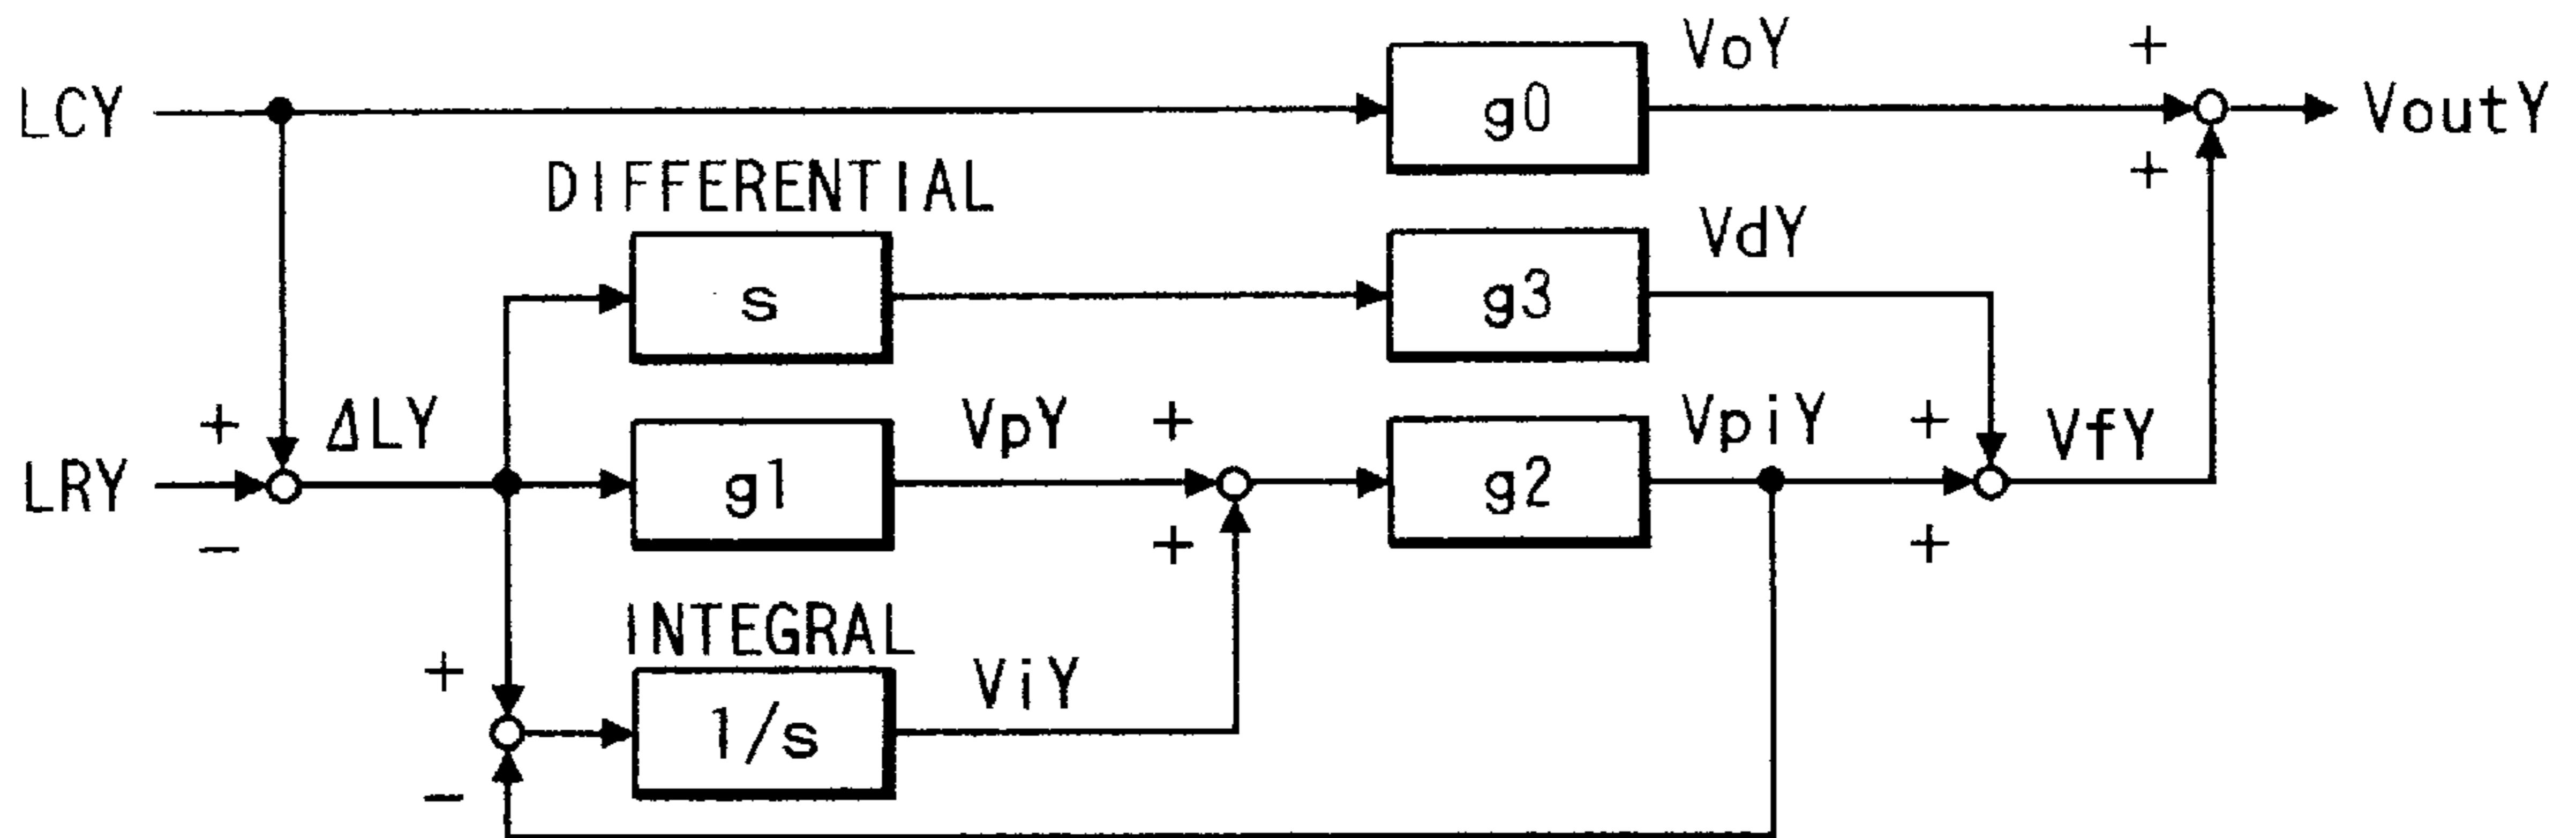 VoY
+
LCY
g0
VoutY
+
DIFFERENTIAL
VdY
s
g3
+
ΔLY
VpY
+
VpiY
+
VfY
LRY
g1
g2
−
+
+
INTEGRAL
+
ViY
1/s
−